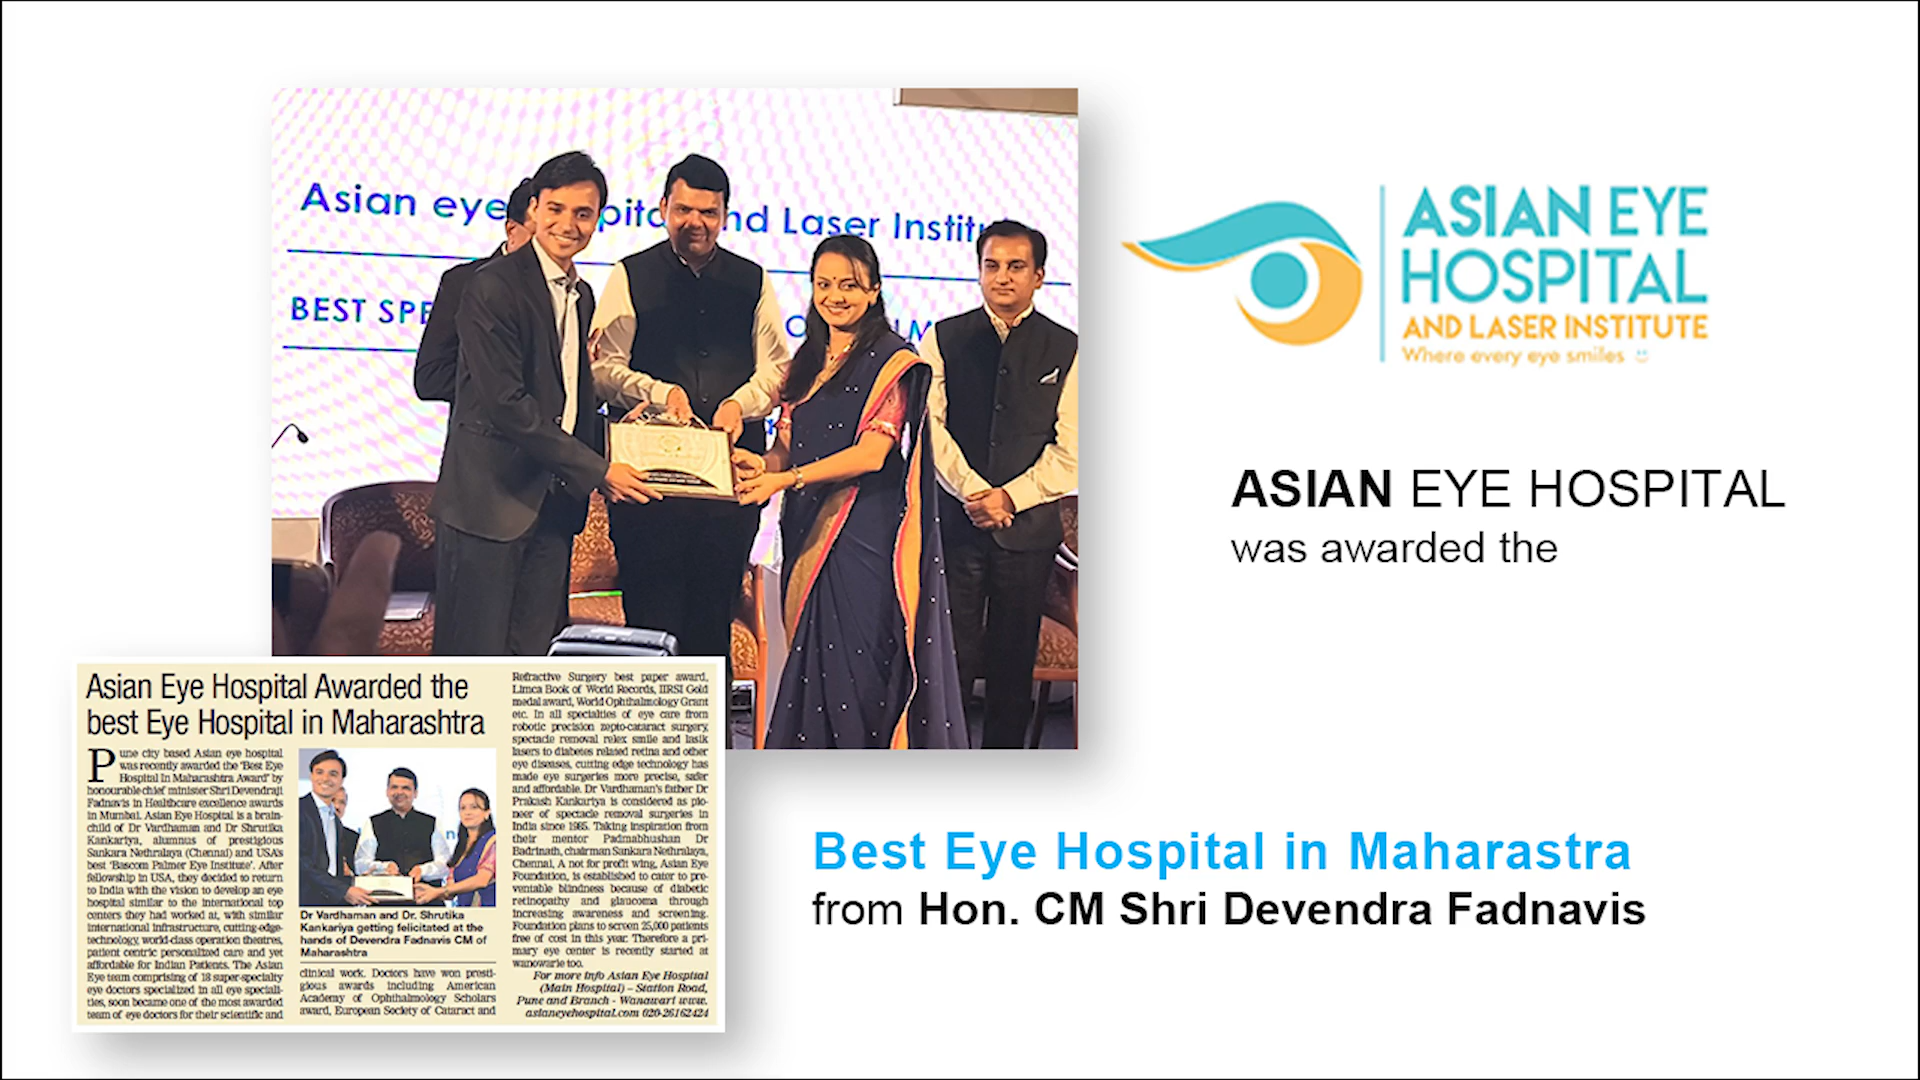 Asian eye Hospital and Laser Institu
BEST SPE
ASIAN EYE
HOSPITAL
AND LASER INSTITUTE
Where every eye smiles
ASIAN EYE HOSPITAL
was awarded the
Best Eye Hospital in Maharastra
from Hon. CM Shri Devendra Fadnavis
Asian Eye Hospital Awarded the
best Eye Hospital in Maharashtra
Pune city based Asian eye hospital
was recently awarded the 'Best Eye
Hospital In Maharashtra Award' by
honourable chief minister Shri Devendraji
Fadnavis in Healthcare excellence awards
in Mumbai. Asian Eye Hospital is a brain-
child of Dr Vardhaman and Dr Shrutika
Kankariya, alumnus of prestigious
Sankara Nethralaya (Chennai) and USA's
best 'Bascom Palmer Eye Institute'. After
fellowship in USA, they decided to return
to India with the vision to develop an eye
hospital similar to the international top
centers they had worked at, with similar
international infrastructure, cutting-edge-
technology, world-class operation theatres,
patient centric personalized care and yet
affordable for Indian Patients. The Asian
Eye team comprising of 18 super-specialty
eye doctors specialized in all eye speciali-
ties, soon became one of the most awarded
team of eye doctors for their scientific and
Dr Vardhaman and Dr. Shrutika
Kankariya getting felicitated at the
hands of Devendra Fadnavis CM of
Maharashtra
clinical work. Doctors have won presti-
gious awards including American
Academy of Ophthalmology Scholars
award, European Society of Cataract and
Refractive Surgery best paper award,
Limca Book of World Records, IIRSI Gold
medal award, World Ophthalmology Grant
etc. In all specialties of eye care from
robotic precision zepto-cataract surgery,
spectacle removal relex smile and lasik
lasers to diabetes related retina and other
eye diseases, cutting edge technology has
made eye surgeries more precise, safer
and affordable. Dr Vardhaman's father Dr
Prakash Kankariya is considered as pio-
neer of spectacle removal surgeries in
India since 1985. Taking inspiration from
their mentor Padmabhushan Dr
Badrinath, chairman Sankara Nethralaya,
Chennai, A not for profit wing, Asian Eye
Foundation, is established to cater to pre-
ventable blindness because of diabetic
retinopathy and glaucoma through
increasing awareness and screening.
Foundation plans to screen 25,000 patients
free of cost in this year. Therefore a pri-
mary eye center is recently started at
wanowarie too.
For more info Asian Eye Hospital
(Main Hospital) – Station Road,
Pune and Branch - Wanawari www.
asianeyehospital.com 020-26162424